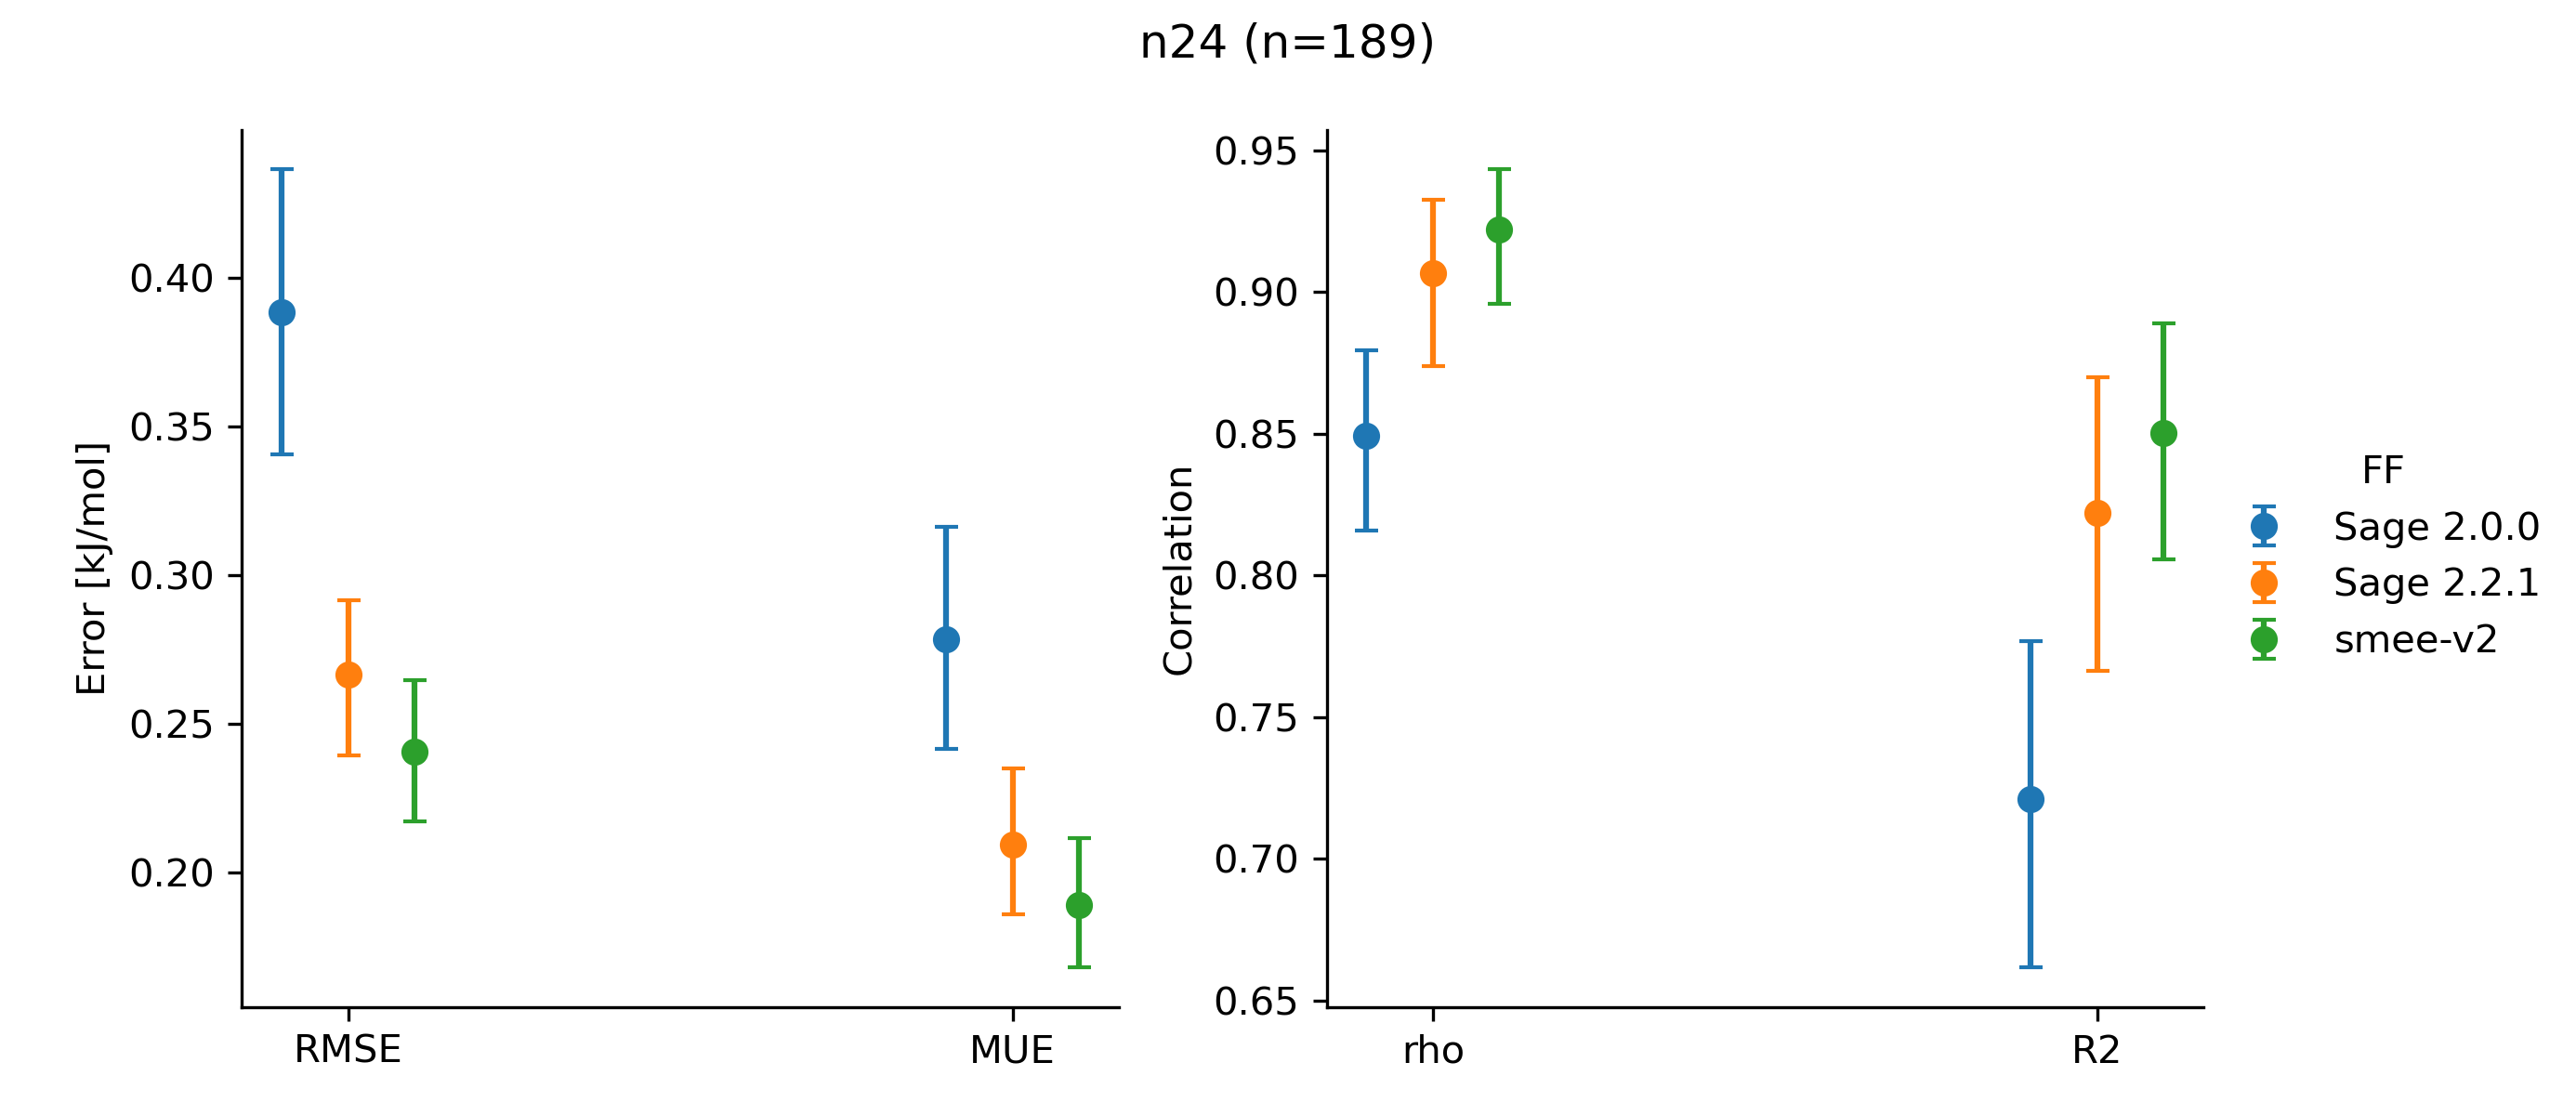 n24 (n=189)
Error [kJ/mol]
0.40
0.35
0.30
0.25
0.20
RMSE
MUE
Correlation
0.95
0.90
0.85
0.80
0.75
0.70
0.65
rho
R2
FF
Sage 2.0.0
Sage 2.2.1
smee-v2